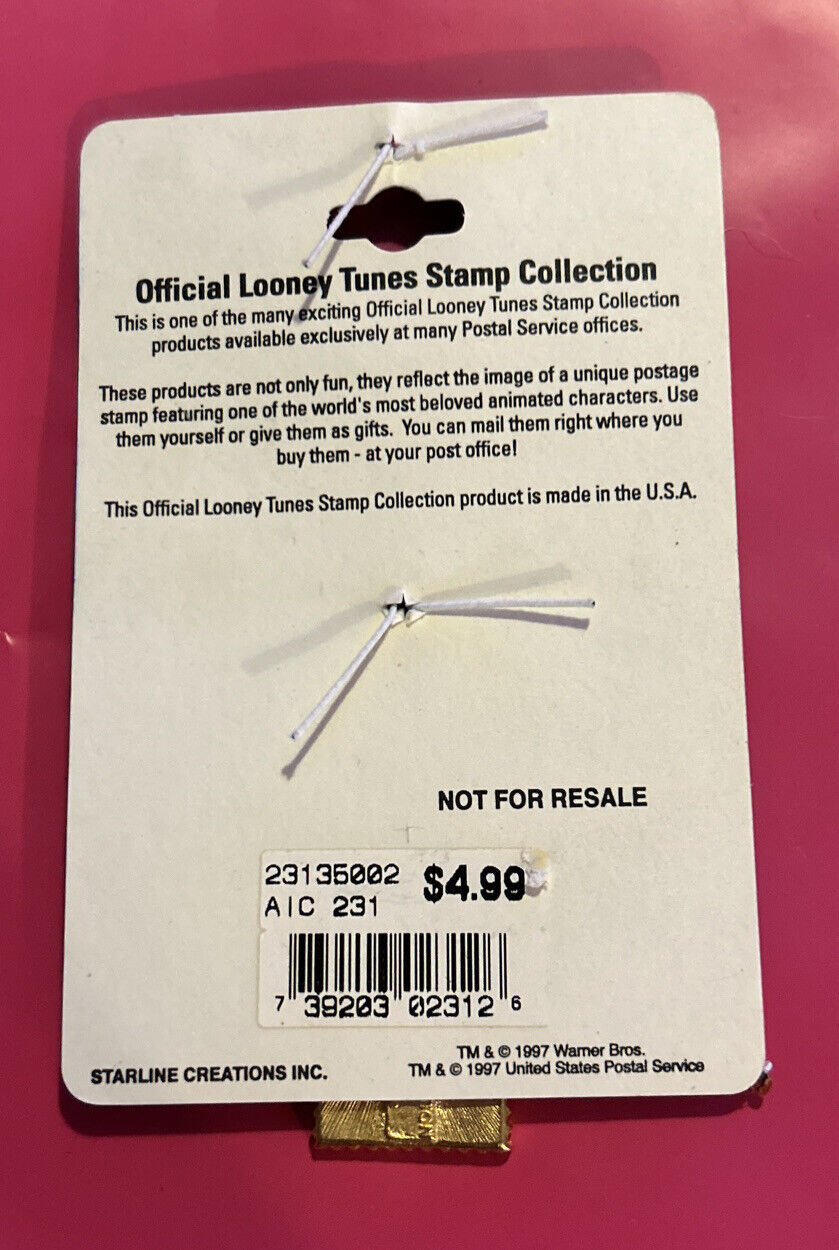 Official Looney Tunes Stamp Collection
This is one of the many exciting Official Looney Tunes Stamp Collection
products available exclusively at many Postal Service offices.
These products are not only fun, they reflect the image of a unique postage
stamp featuring one of the world's most beloved animated characters. Use
them yourself or give them as gifts. You can mail them right where you
buy them - at your post office!
This Official Looney Tunes Stamp Collection product is made in the U.S.A.
NOT FOR RESALE
23135002 $4.99
A|C 231
7 39203 02312 6
TM & © 1997 Warner Bros.
STARLINE CREATIONS INC. TM & © 1997 United States Postal Service